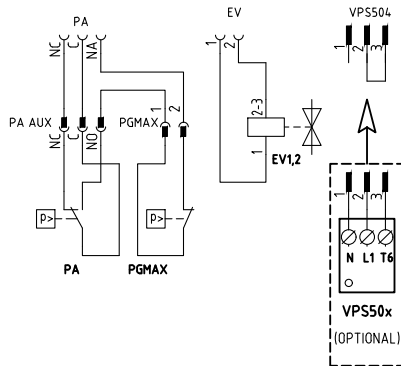 PA
NC
C
NA
PA AUX
NC
C
NO
PGMAX
1
2
P>
PA
P>
PGMAX
EV
1
2
2-3
1
EV1,2
VPS504
1
2
3
1
2
3
N L1 T6
VPS50x
(OPTIONAL)